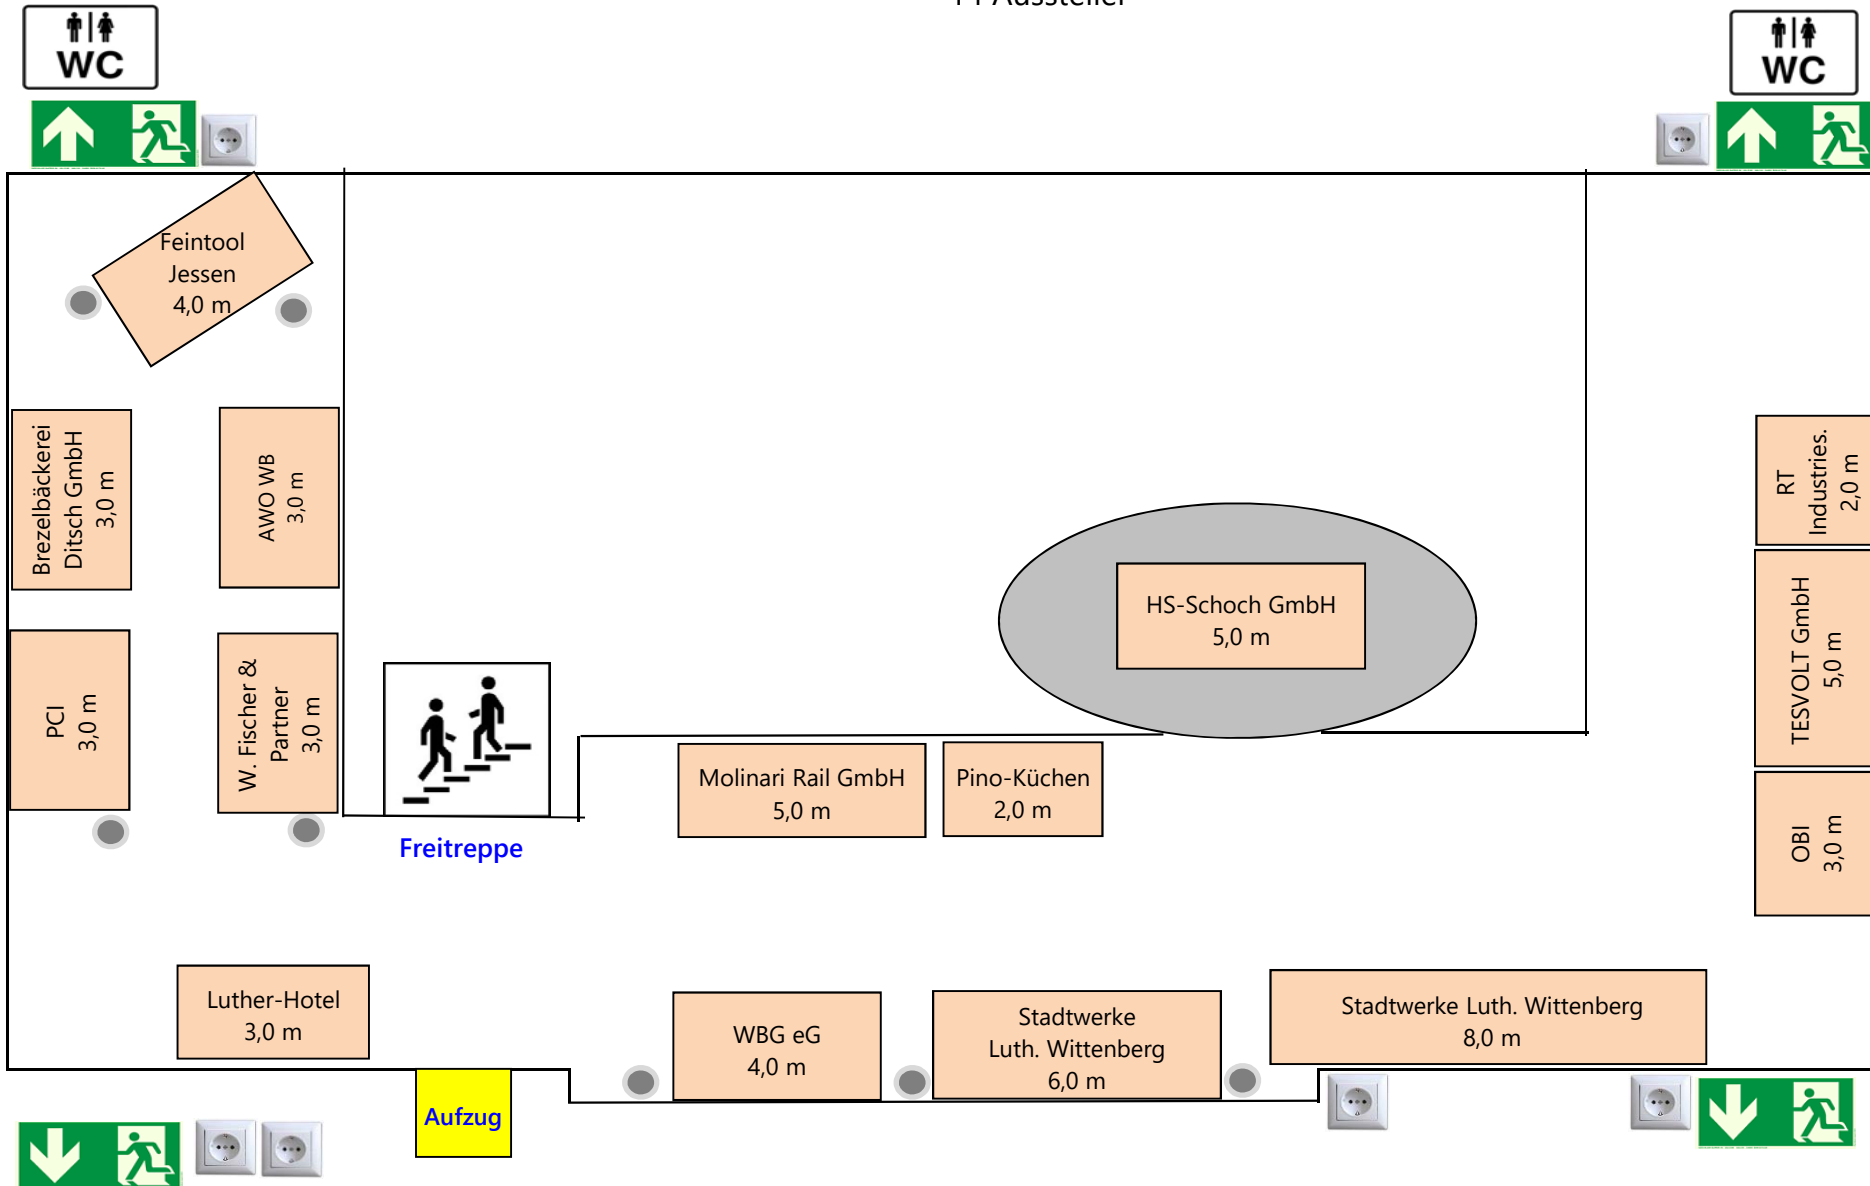 Aussteller
WC
WC
Feintool
Jessen
4,0 m
Brezelbäckerei
Ditsch GmbH
3,0 m
AWO WB
3,0 m
RT
Industries.
2,0 m
HS-Schoch GmbH
5,0 m
TESVOLT GmbH
5,0 m
PCI
3,0 m
W. Fischer &
Partner
3,0 m
Molinari Rail GmbH
5,0 m
Pino-Küchen
2,0 m
OBI
3,0 m
Freitreppe
Luther-Hotel
3,0 m
WBG eG
4,0 m
Stadtwerke
Luth. Wittenberg
6,0 m
Stadtwerke Luth. Wittenberg
8,0 m
Aufzug